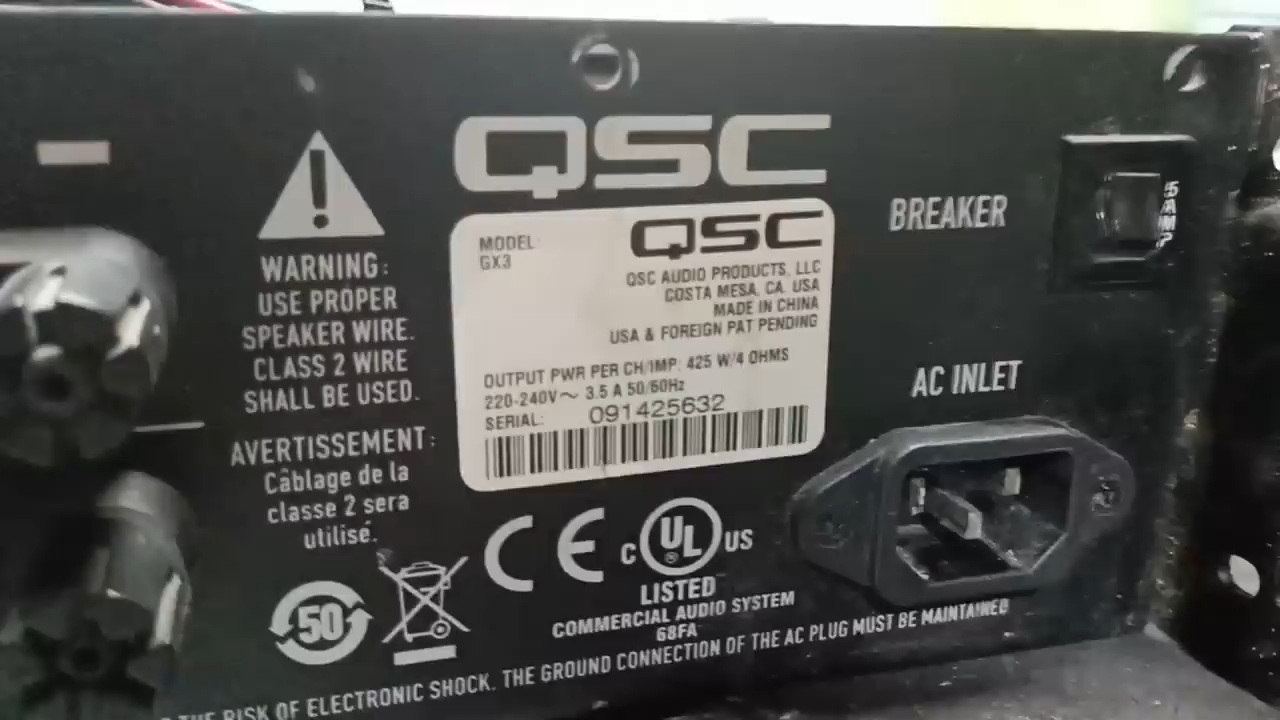 QSC
MODEL:
GX3
QSC
QSC AUDIO PRODUCTS, LLC
COSTA MESA, CA. USA
MADE IN CHINA
USA & FOREIGN PAT PENDING
OUTPUT PWR PER CH/IMP: 425 W/4 OHMS
220-240V～ 3.5 A 50/60Hz
SERIAL: 091425632
WARNING:
USE PROPER
SPEAKER WIRE.
CLASS 2 WIRE
SHALL BE USED.
AVERTISSEMENT:
Câblage de la
classe 2 sera
utilisé.
BREAKER
5 AMP
AC INLET
50
CE
C UL US
LISTED
COMMERCIAL AUDIO SYSTEM
68FA
THE RISK OF ELECTRONIC SHOCK. THE GROUND CONNECTION OF THE AC PLUG MUST BE MAINTAINED